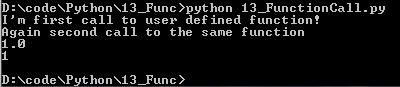 D:\code\Python\13_Func>python 13_FunctionCall.py
I'm first call to user defined function!
Again second call to the same function
1.0
1
D:\code\Python\13_Func>